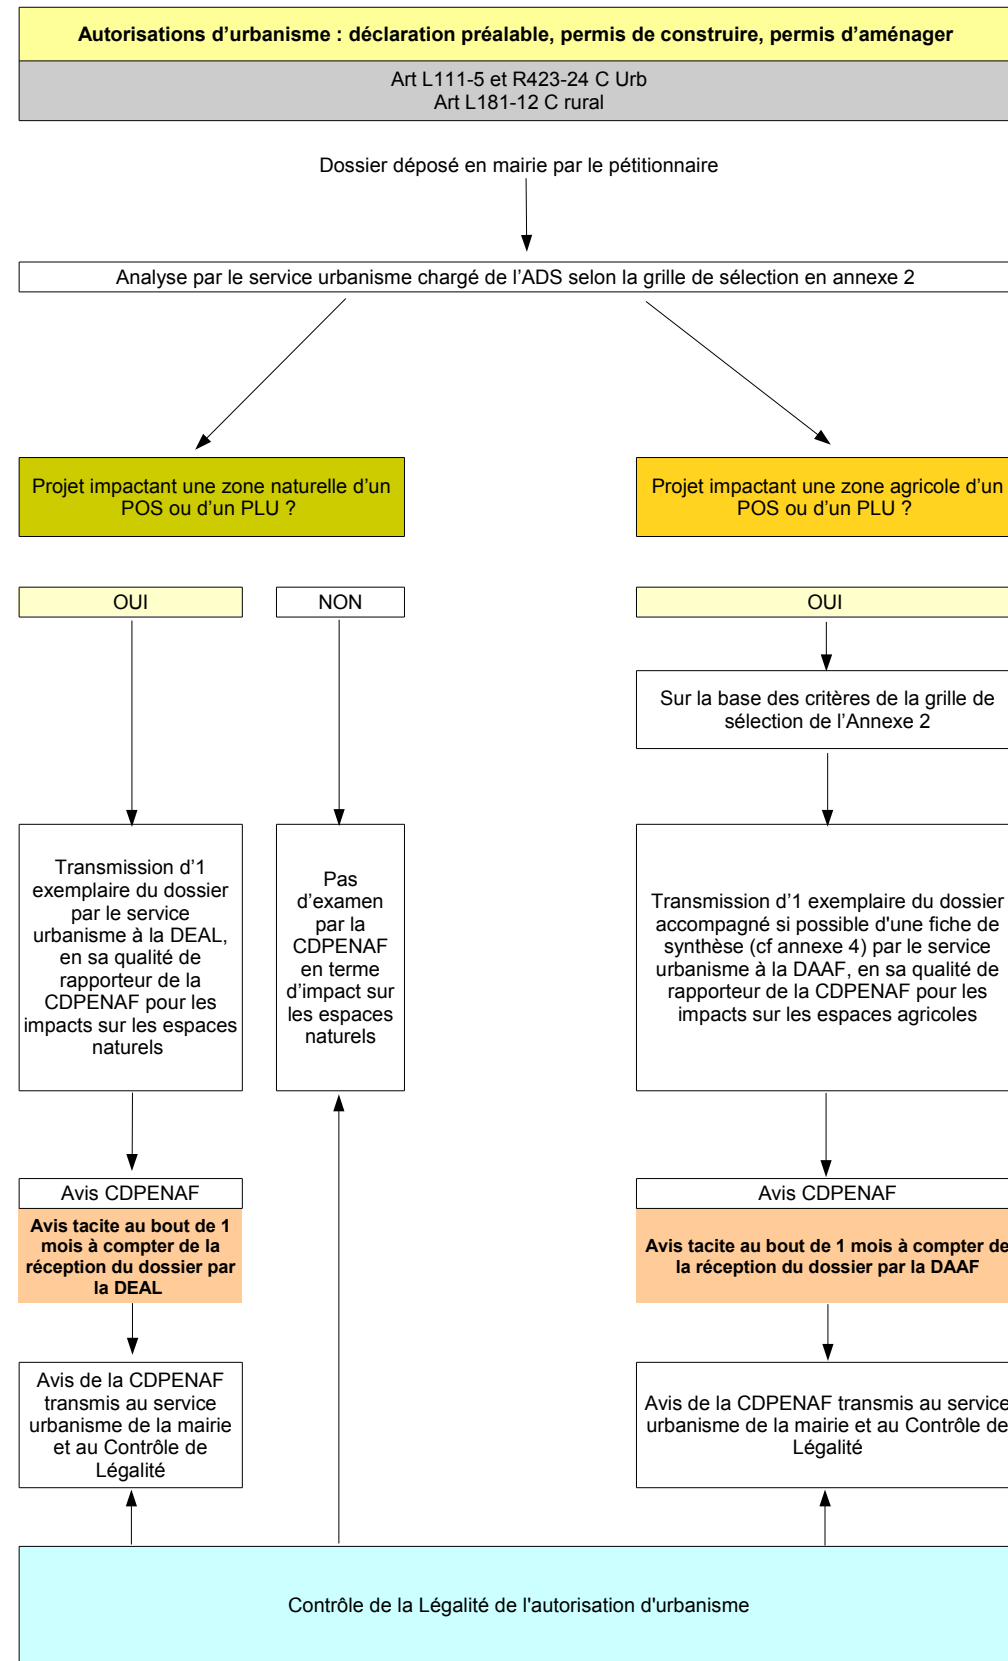 Autorisations d’urbanisme : déclaration préalable, permis de construire, permis d’aménager
Art L111-5 et R423-24 C Urb
Art L181-12 C rural
Dossier déposé en mairie par le pétitionnaire
Analyse par le service urbanisme chargé de l’ADS selon la grille de sélection en annexe 2
Projet impactant une zone naturelle d’un
POS ou d’un PLU ?
OUI
Transmission d’1
exemplaire du dossier
par le service
urbanisme à la DEAL,
en sa qualité de
rapporteur de la
CDPENAF pour les
impacts sur les espaces
naturels
Avis CDPENAF
Avis tacite au bout de 1
mois à compter de la
réception du dossier par
la DEAL
Avis de la CDPENAF
transmis au service
urbanisme de la mairie
et au Contrôle de
Légalité
NON
Pas
d’examen
par la
CDPENAF
en terme
d’impact sur
les espaces
naturels
Projet impactant une zone agricole d’un
POS ou d’un PLU ?
OUI
Sur la base des critères de la grille de
sélection de l’Annexe 2
Transmission d’1 exemplaire du dossier
accompagné si possible d'une fiche de
synthèse (cf annexe 4) par le service
urbanisme à la DAAF, en sa qualité de
rapporteur de la CDPENAF pour les
impacts sur les espaces agricoles
Avis CDPENAF
Avis tacite au bout de 1 mois à compter de
la réception du dossier par la DAAF
Avis de la CDPENAF transmis au service
urbanisme de la mairie et au Contrôle de
Légalité
Contrôle de la Légalité de l'autorisation d'urbanisme